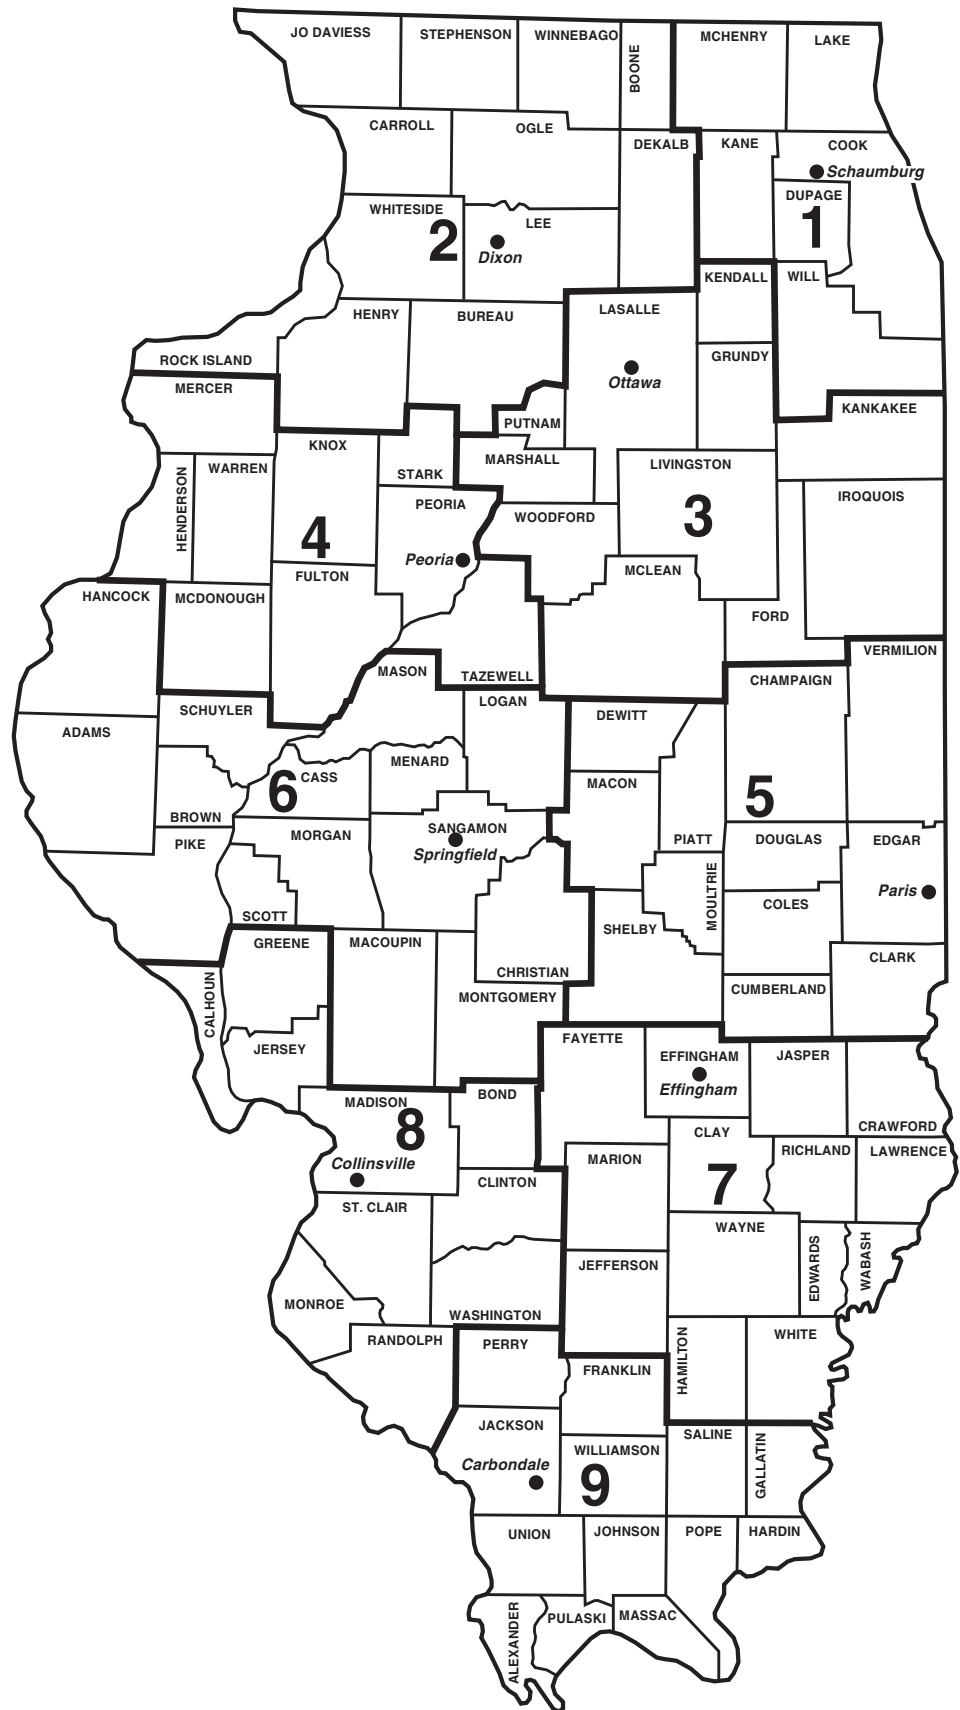 JO DAVIESS
STEPHENSON
WINNEBAGO
BOONE
MCHENRY
LAKE
CARROLL
OGLE
DEKALB
KANE
COOK
Schaumburg
WHITESIDE
LEE
DUPAGE
2
Dixon
1
HENRY
BUREAU
LASALLE
KENDALL
WILL
ROCK ISLAND
Ottawa
GRUNDY
MERCER
PUTNAM
KANKAKEE
KNOX
STARK
MARSHALL
LIVINGSTON
HENDERSON
WARREN
PEORIA
WOODFORD
3
IROQUOIS
4
Peoria
FULTON
MCLEAN
HANCOCK
MCDONOUGH
FORD
MASON
TAZEWELL
VERMILION
SCHUYLER
LOGAN
CHAMPAIGN
ADAMS
DEWITT
MENARD
6
CASS
MACON
5
BROWN
SANGAMON
PIKE
MORGAN
Springfield
PIATT
DOUGLAS
EDGAR
MOULTRIE
Paris
SCOTT
COLES
SHELBY
GREENE
MACOUPIN
CHRISTIAN
CLARK
CALHOUN
MONTGOMERY
CUMBERLAND
JERSEY
FAYETTE
EFFINGHAM
Effingham
JASPER
MADISON
BOND
8
CLAY
CRAWFORD
Collinsville
CLINTON
MARION
7
RICHLAND
LAWRENCE
ST. CLAIR
WAYNE
JEFFERSON
EDWARDS
WABASH
MONROE
WASHINGTON
RANDOLPH
PERRY
HAMILTON
WHITE
FRANKLIN
JACKSON
SALINE
GALLATIN
Carbondale
WILLIAMSON
9
UNION
JOHNSON
POPE
HARDIN
ALEXANDER
PULASKI
MASSAC